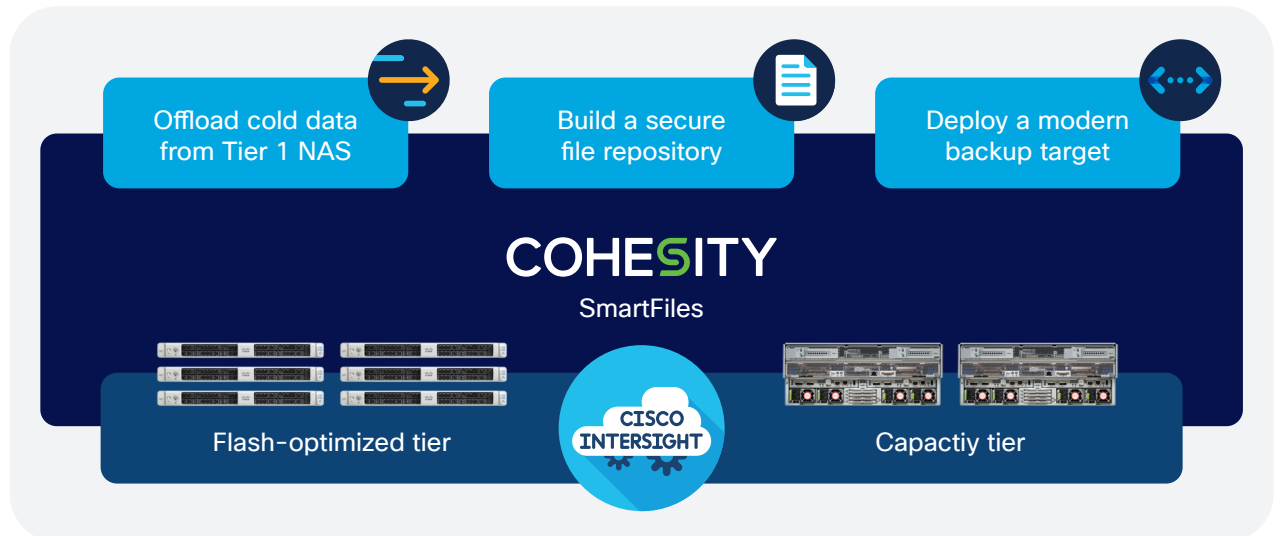 Offload cold data
from Tier 1 NAS
Build a secure
file repository
Deploy a modern
backup target
COHESITY
SmartFiles
Flash-optimized tier
CISCO
INTERSIGHT
Capactiy tier